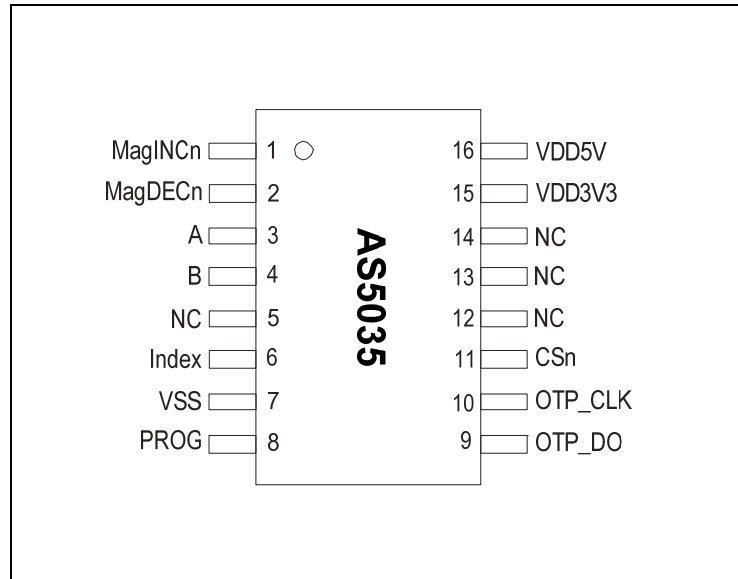 MagINCn 1 16 VDD5V
MagDECn 2 15 VDD3V3
A 3 14 NC
B 4 13 NC
NC 5 12 NC
Index 6 11 CSn
VSS 7 10 OTP_CLK
PROG 8 9 OTP_DO
AS5035